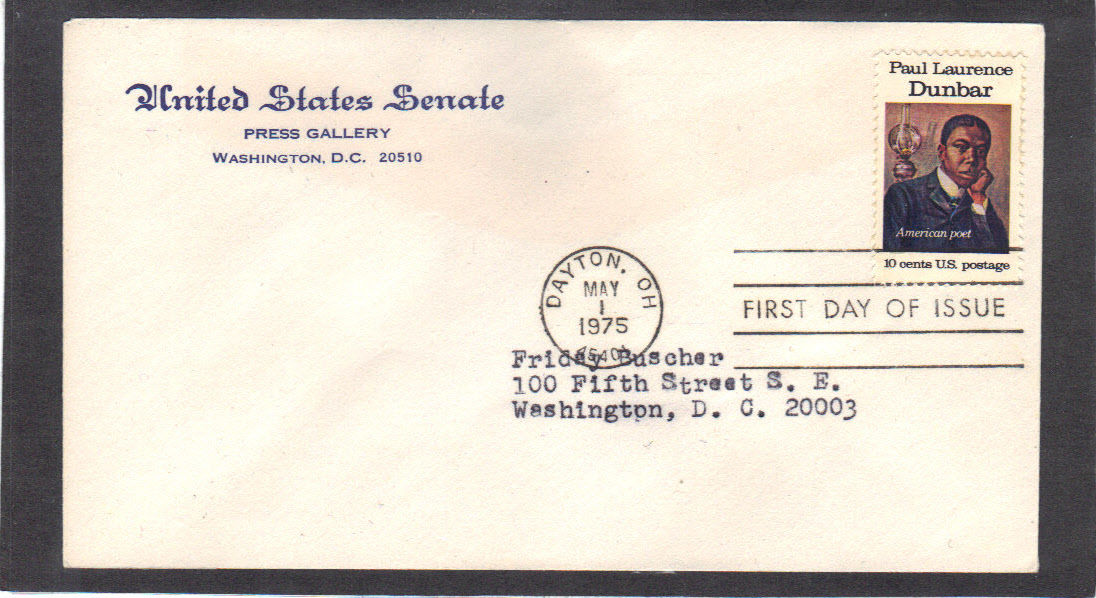 United States Senate
PRESS GALLERY
WASHINGTON, D.C. 20510
Paul Laurence
Dunbar
American poet
10 cents U.S. postage
DAYTON, OH
MAY
1
1975
45401
FIRST DAY OF ISSUE
Friday Buscher
100 Fifth Street S. E.
Washington, D. C. 20003